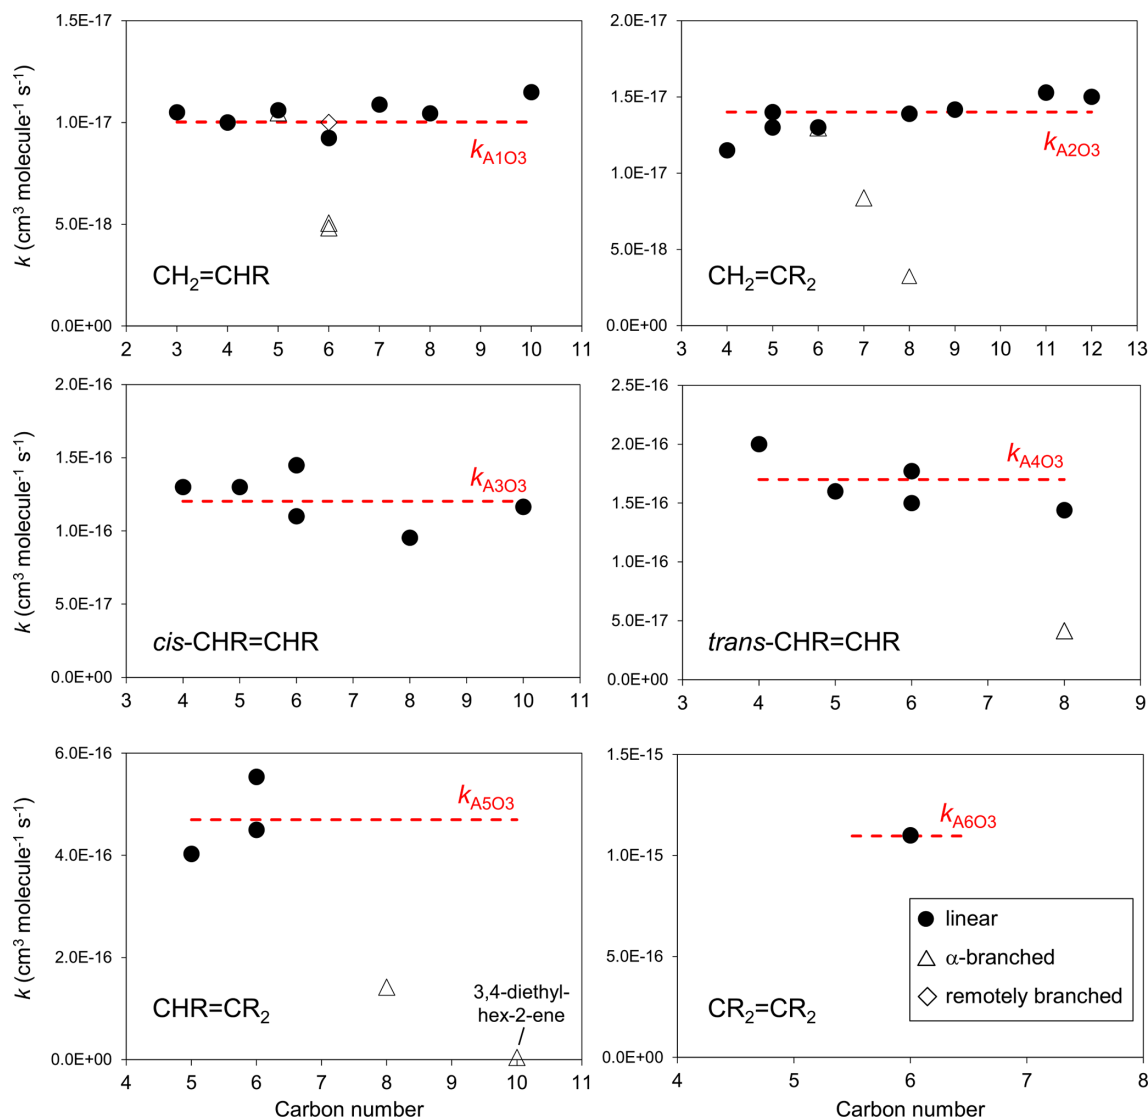 k (cm³ molecule⁻¹ s⁻¹)
1.5E-17
1.0E-17
5.0E-18
0.0E+00
kA1O3
CH₂=CHR
2 3 4 5 6 7 8 9 10 11
2.0E-17
1.5E-17
1.0E-17
5.0E-18
0.0E+00
kA2O3
CH₂=CR₂
3 4 5 6 7 8 9 10 11 12 13
k (cm³ molecule⁻¹ s⁻¹)
2.0E-16
1.5E-16
1.0E-16
5.0E-17
0.0E+00
kA3O3
cis-CHR=CHR
3 4 5 6 7 8 9 10 11
2.5E-16
2.0E-16
1.5E-16
1.0E-16
5.0E-17
0.0E+00
kA4O3
trans-CHR=CHR
3 4 5 6 7 8 9
k (cm³ molecule⁻¹ s⁻¹)
6.0E-16
4.0E-16
2.0E-16
0.0E+00
kA5O3
CHR=CR₂
3,4-diethyl-
hex-2-ene
4 5 6 7 8 9 10 11
Carbon number
1.5E-15
1.0E-15
5.0E-16
0.0E+00
kA6O3
CR₂=CR₂
linear
α-branched
remotely branched
4 5 6 7 8
Carbon number